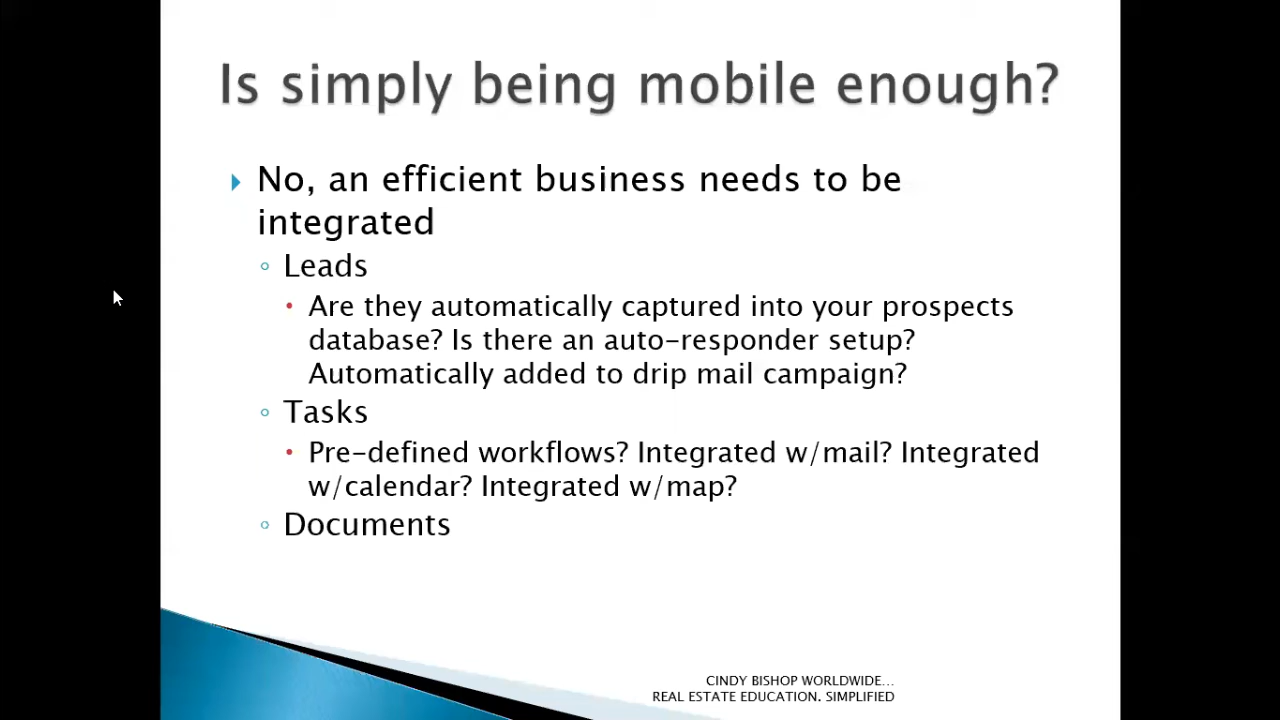 Is simply being mobile enough?
No, an efficient business needs to be
integrated
Leads
Are they automatically captured into your prospects
database? Is there an auto-responder setup?
Automatically added to drip mail campaign?
Tasks
Pre-defined workflows? Integrated w/mail? Integrated
w/calendar? Integrated w/map?
Documents
CINDY BISHOP WORLDWIDE...
REAL ESTATE EDUCATION. SIMPLIFIED